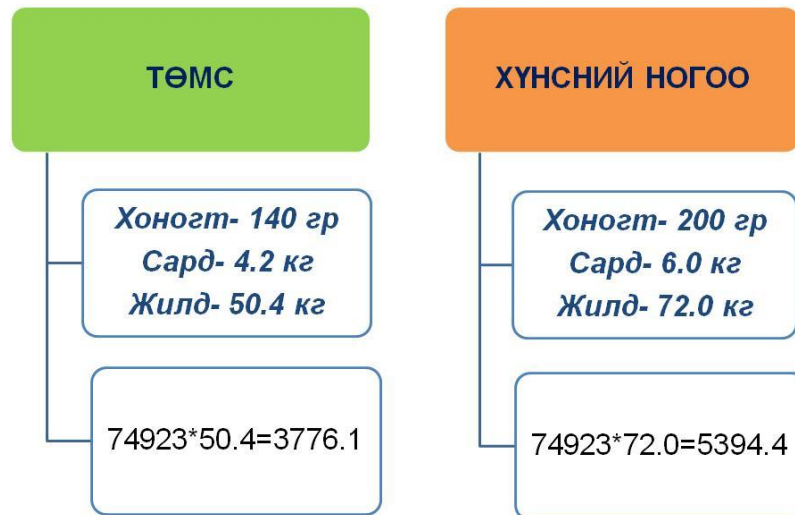 ТӨМС
Хоногт- 140 гр
Сард- 4.2 кг
Жилд- 50.4 кг
74923*50.4=3776.1
ХҮНСНИЙ НОГОО
Хоногт- 200 гр
Сард- 6.0 кг
Жилд- 72.0 кг
74923*72.0=5394.4